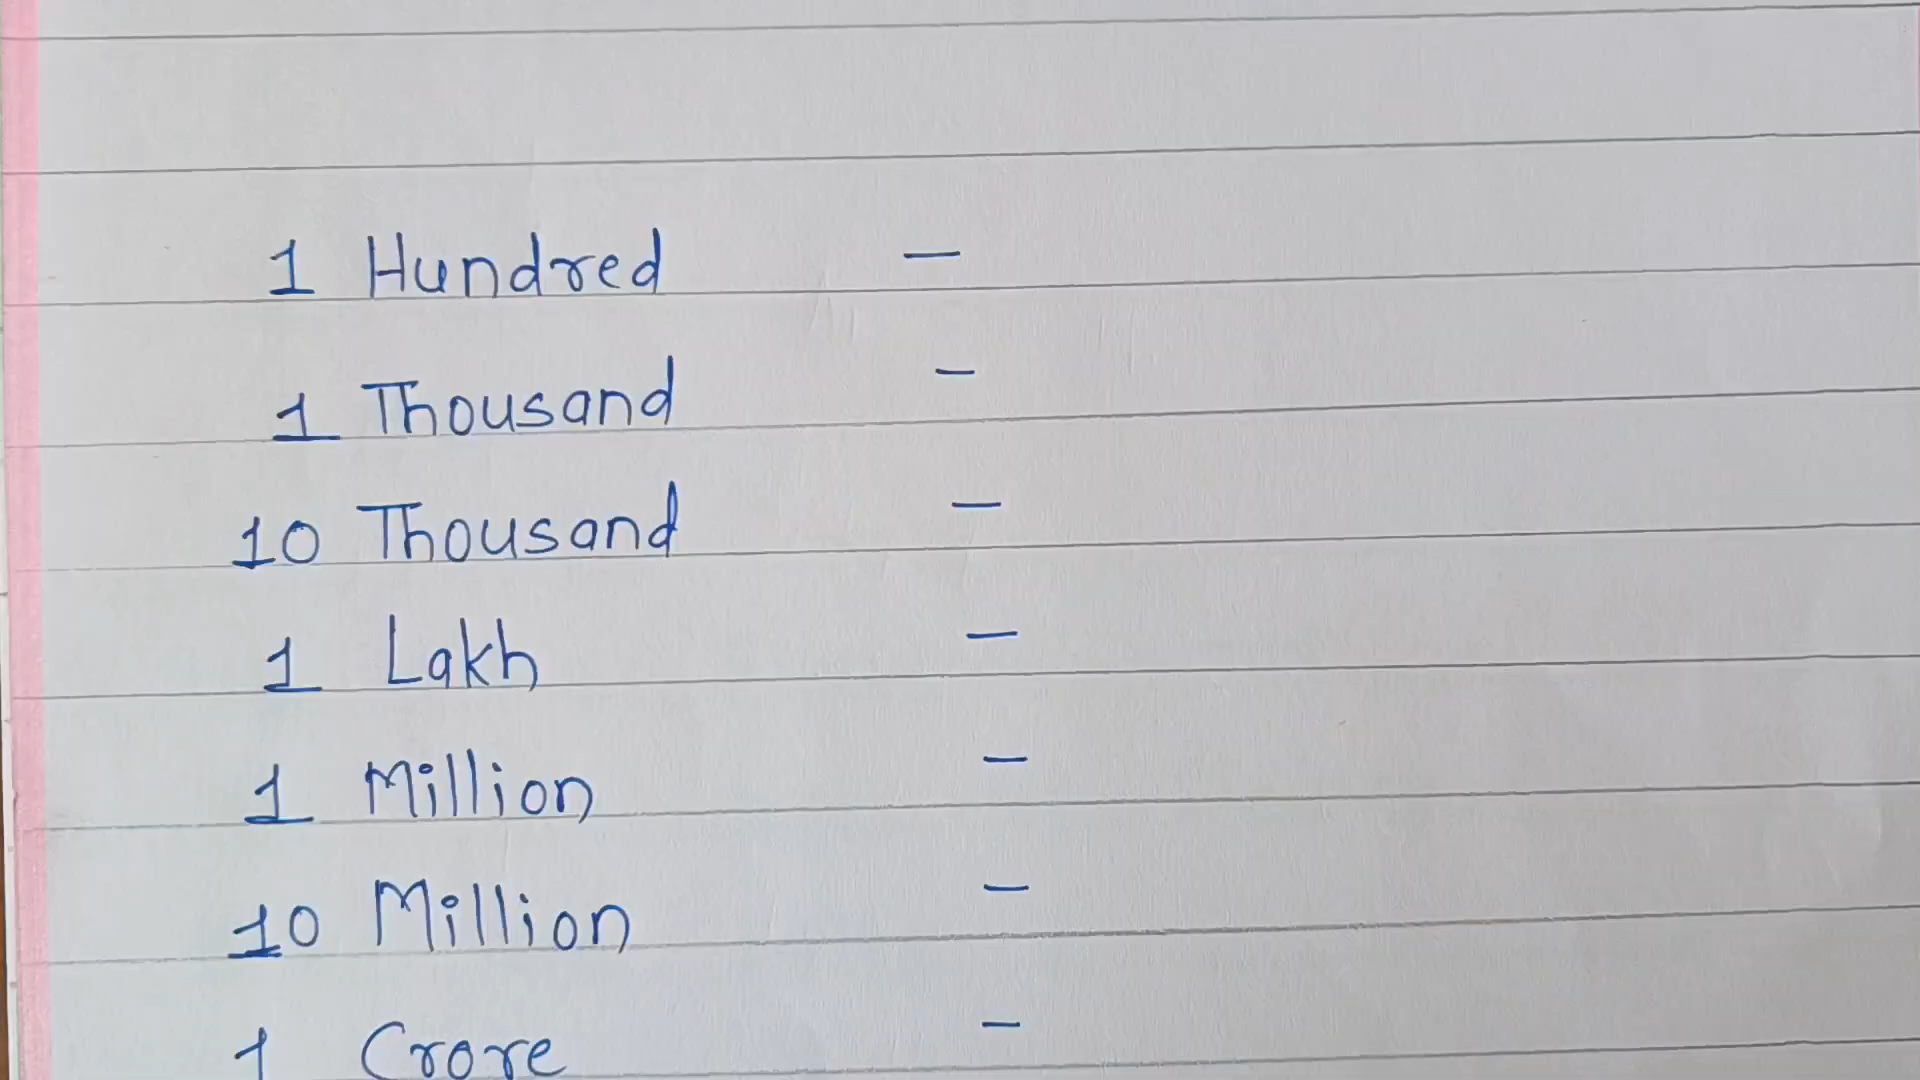 1 Hundred –
1 Thousand –
10 Thousand –
1 Lakh –
1 Million –
10 Million –
1 Crore –